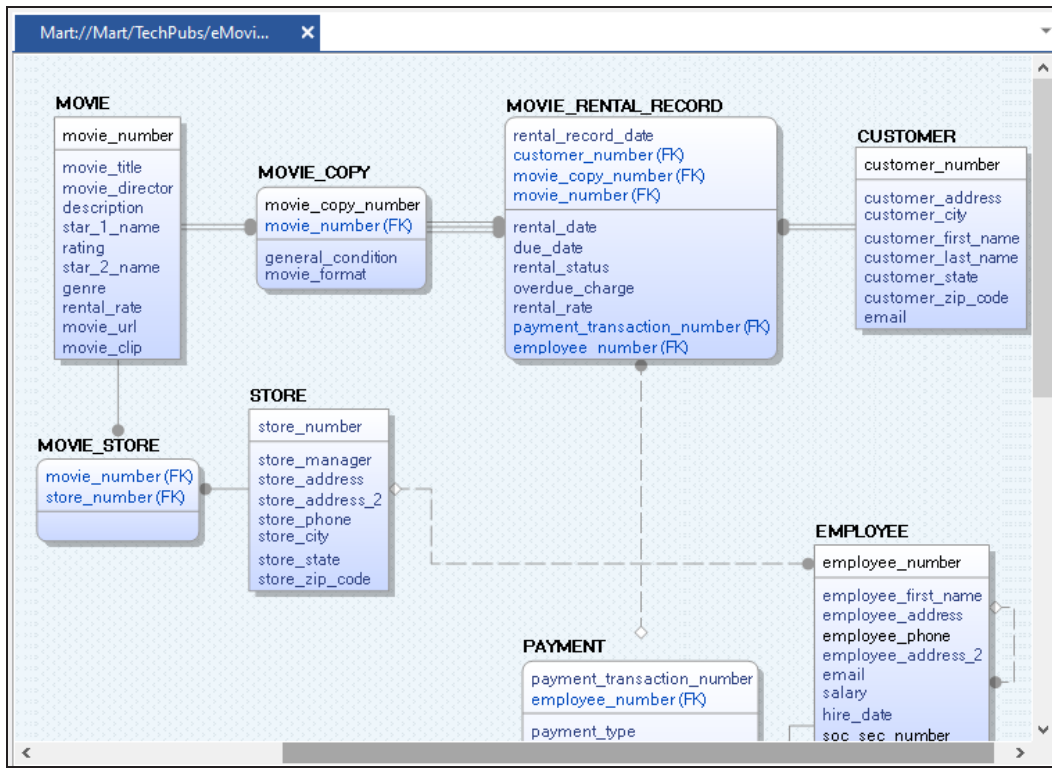 Mart://Mart/TechPubs/eMovi...
MOVIE
movie_number
movie_title
movie_director
description
star_1_name
rating
star_2_name
genre
rental_rate
movie_url
movie_clip
MOVIE_COPY
movie_copy_number
movie_number (FK)
general_condition
movie_format
MOVIE_RENTAL_RECORD
rental_record_date
customer_number (FK)
movie_copy_number (FK)
movie_number (FK)
rental_date
due_date
rental_status
overdue_charge
rental_rate
payment_transaction_number (FK)
employee_number (FK)
CUSTOMER
customer_number
customer_address
customer_city
customer_first_name
customer_last_name
customer_state
customer_zip_code
email
MOVIE_STORE
movie_number (FK)
store_number (FK)
STORE
store_number
store_manager
store_address
store_address_2
store_phone
store_city
store_state
store_zip_code
PAYMENT
payment_transaction_number
employee_number (FK)
payment_type
EMPLOYEE
employee_number
employee_first_name
employee_address
employee_phone
employee_address_2
email
salary
hire_date
soc_sec_number